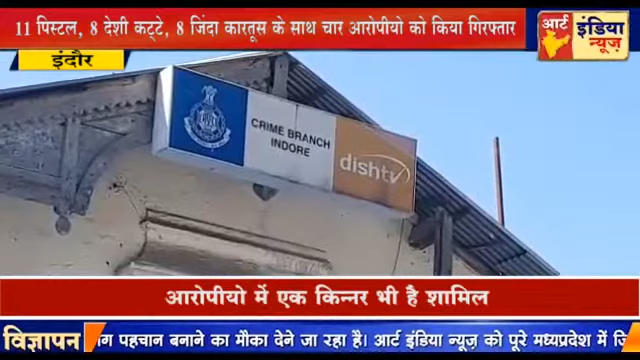 11 पिस्टल, 8 देशी कट्टे, 8 जिंदा कारतूस के साथ चार आरोपीयो को किया गिरफ्तार
आर्ट इंडिया
न्यूज़
इंदौर
CRIME BRANCH
INDORE
dishtv
आरोपीयो में एक किन्नर भी है शामिल
विज्ञापन
ग पहचान बनाने का मौका देने जा रहा है। आर्ट इंडिया न्यूज़ को पूरे मध्यप्रदेश में